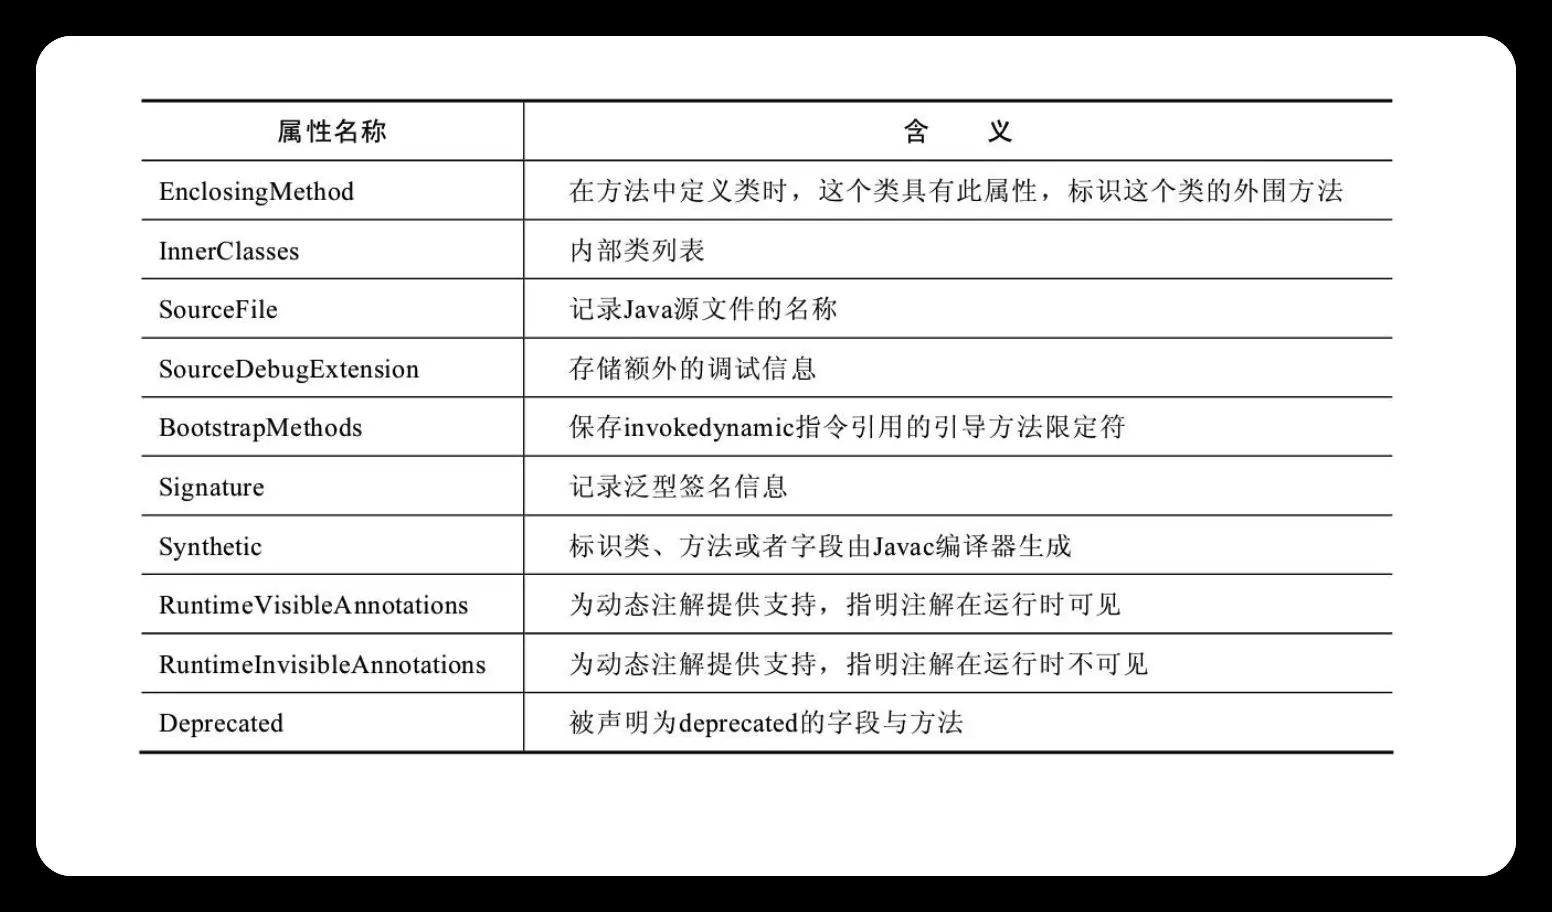 属性名称 含 义
EnclosingMethod 在方法中定义类时，这个类具有此属性，标识这个类的外围方法
InnerClasses 内部类列表
SourceFile 记录Java源文件的名称
SourceDebugExtension 存储额外的调试信息
BootstrapMethods 保存invokedynamic指令引用的引导方法限定符
Signature 记录泛型签名信息
Synthetic 标识类、方法或者字段由Javac编译器生成
RuntimeVisibleAnnotations 为动态注解提供支持，指明注解在运行时可见
RuntimeInvisibleAnnotations 为动态注解提供支持，指明注解在运行时不可见
Deprecated 被声明为deprecated的字段与方法